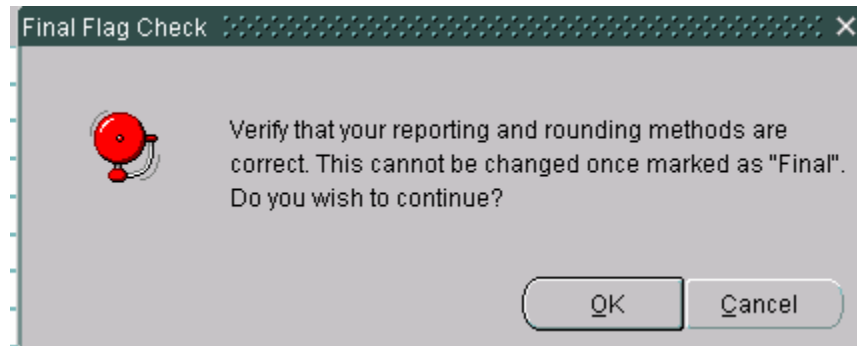 Final Flag Check
Verify that your reporting and rounding methods are
correct. This cannot be changed once marked as "Final".
Do you wish to continue?
OK
Cancel